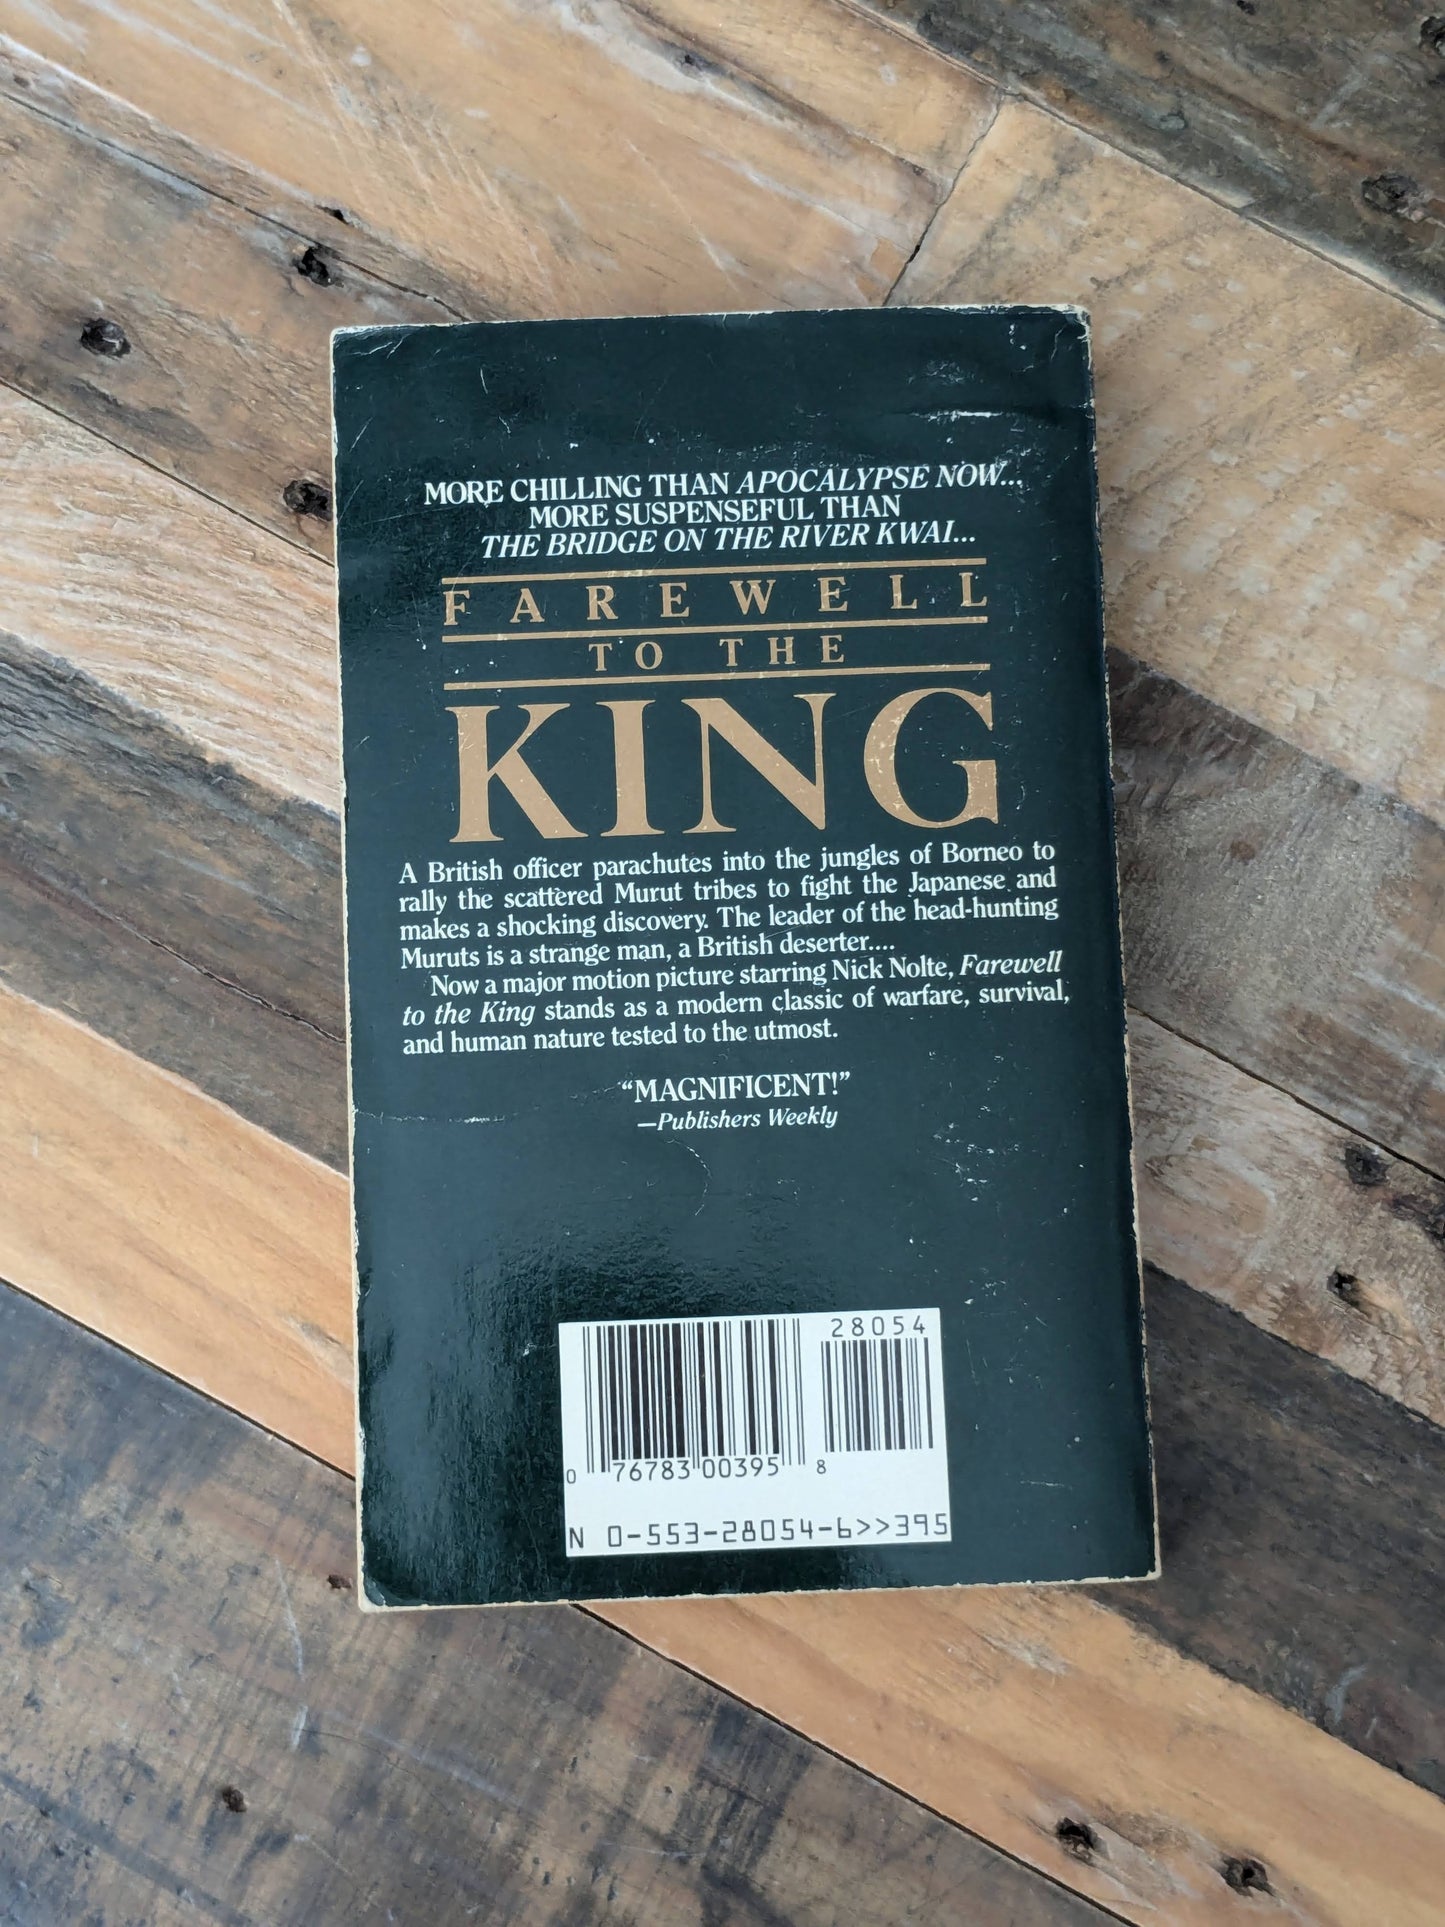 MORE CHILLING THAN APOCALYPSE NOW...
MORE SUSPENSEFUL THAN
THE BRIDGE ON THE RIVER KWAI...
FAREWELL
TO THE
KING
A British officer parachutes into the jungles of Borneo to
rally the scattered Murut tribes to fight the Japanese and
makes a shocking discovery. The leader of the head-hunting
Muruts is a strange man, a British deserter....
Now a major motion picture starring Nick Nolte, Farewell
to the King stands as a modern classic of warfare, survival,
and human nature tested to the utmost.
“MAGNIFICENT!”
—Publishers Weekly
28054
0 76783 00395 8
N 0-553-28054-6>>395